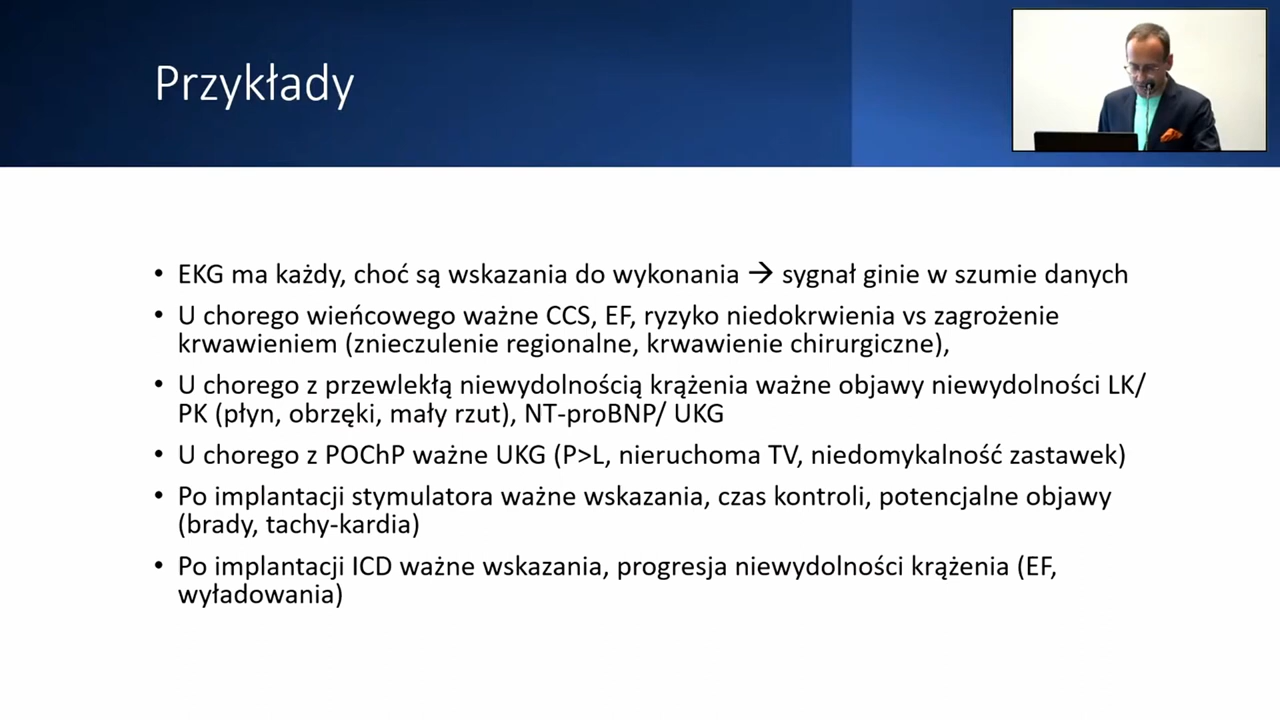 Przykłady
• EKG ma każdy, choć są wskazania do wykonania → sygnał ginie w szumie danych
• U chorego wieńcowego ważne CCS, EF, ryzyko niedokrwienia vs zagrożenie
krwawieniem (znieczulenie regionalne, krwawienie chirurgiczne),
• U chorego z przewlekłą niewydolnością krążenia ważne objawy niewydolności LK/
PK (płyn, obrzęki, mały rzut), NT-proBNP/ UKG
• U chorego z POChP ważne UKG (P>L, nieruchoma TV, niedomykalność zastawek)
• Po implantacji stymulatora ważne wskazania, czas kontroli, potencjalne objawy
(brady, tachy-kardia)
• Po implantacji ICD ważne wskazania, progresja niewydolności krążenia (EF,
wyładowania)